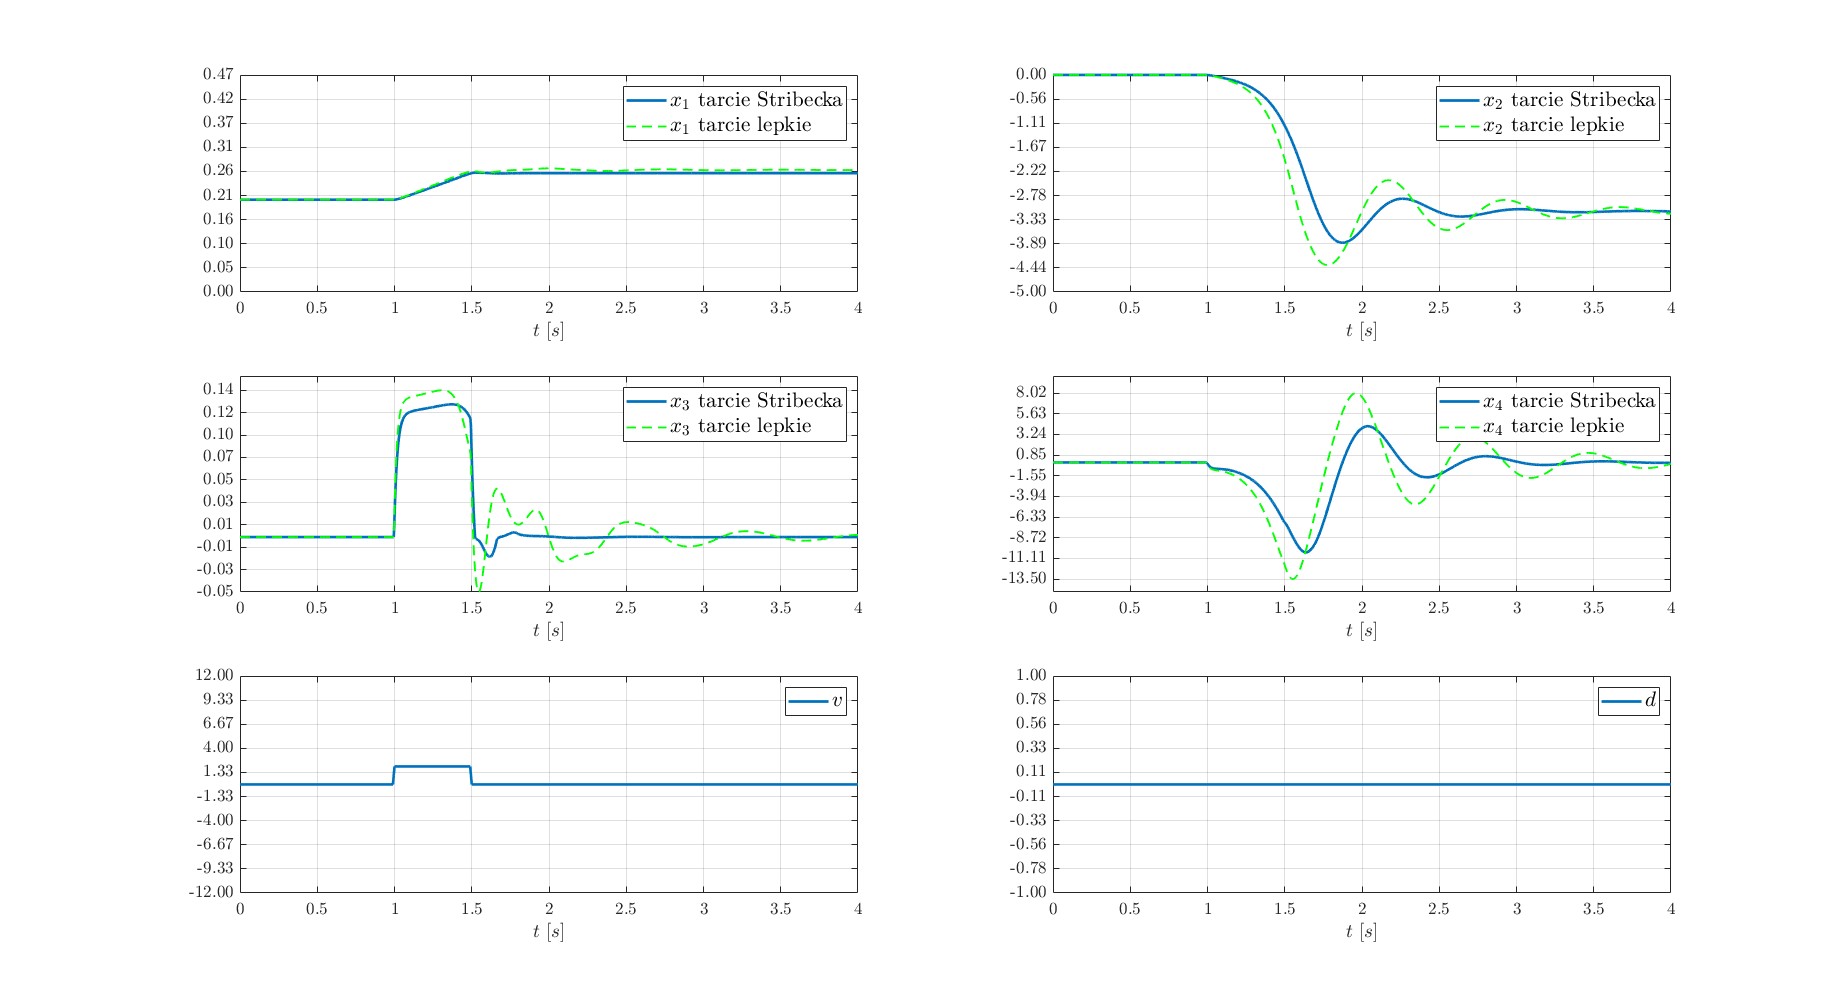 0.47
0.42
0.37
0.31
0.26
0.21
0.16
0.10
0.05
0.00
x₁ tarcie Stribecka
x₁ tarcie lepkie
0 0.5 1 1.5 2 2.5 3 3.5 4
t [s]
0.00
-0.56
-1.11
-1.67
-2.22
-2.78
-3.33
-3.89
-4.44
-5.00
x₂ tarcie Stribecka
x₂ tarcie lepkie
0 0.5 1 1.5 2 2.5 3 3.5 4
t [s]
0.14
0.12
0.10
0.07
0.05
0.03
0.01
-0.01
-0.03
-0.05
x₃ tarcie Stribecka
x₃ tarcie lepkie
0 0.5 1 1.5 2 2.5 3 3.5 4
t [s]
8.02
5.63
3.24
0.85
-1.55
-3.94
-6.33
-8.72
-11.11
-13.50
x₄ tarcie Stribecka
x₄ tarcie lepkie
0 0.5 1 1.5 2 2.5 3 3.5 4
t [s]
12.00
9.33
6.67
4.00
1.33
-1.33
-4.00
-6.67
-9.33
-12.00
v
0 0.5 1 1.5 2 2.5 3 3.5 4
t [s]
1.00
0.78
0.56
0.33
0.11
-0.11
-0.33
-0.56
-0.78
-1.00
d
0 0.5 1 1.5 2 2.5 3 3.5 4
t [s]